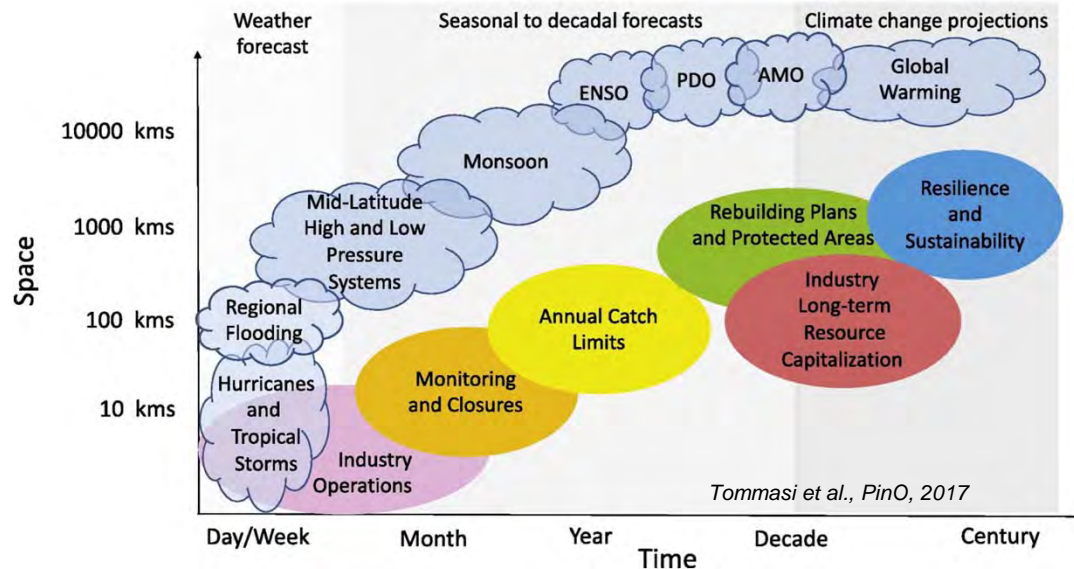 Weather
forecast
Seasonal to decadal forecasts
Climate change projections
Space
10000 kms
1000 kms
100 kms
10 kms
ENSO
PDO
AMO
Global
Warming
Monsoon
Mid-Latitude
High and Low
Pressure
Systems
Regional
Flooding
Hurricanes
and
Tropical
Storms
Industry
Operations
Monitoring
and Closures
Annual Catch
Limits
Rebuilding Plans
and Protected Areas
Industry
Long-term
Resource
Capitalization
Resilience
and
Sustainability
Tommasi et al., PinO, 2017
Day/Week
Month
Year
Decade
Century
Time